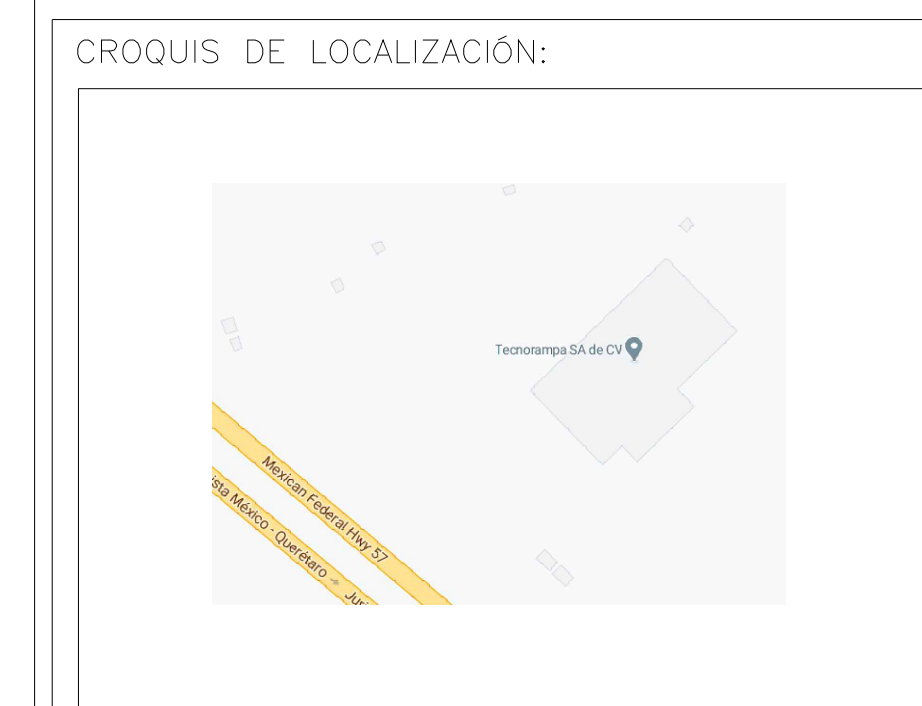 CROQUIS DE LOCALIZACIÓN:
Tecnorampa SA de CV
Mexican Federal Hwy 57
ista México - Querétaro